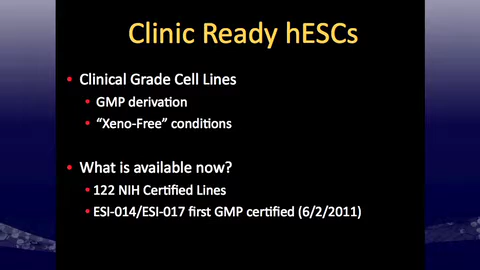 Clinic Ready hESCs
• Clinical Grade Cell Lines
• GMP derivation
• “Xeno-Free” conditions
• What is available now?
• 122 NIH Certified Lines
• ESI-014/ESI-017 first GMP certified (6/2/2011)